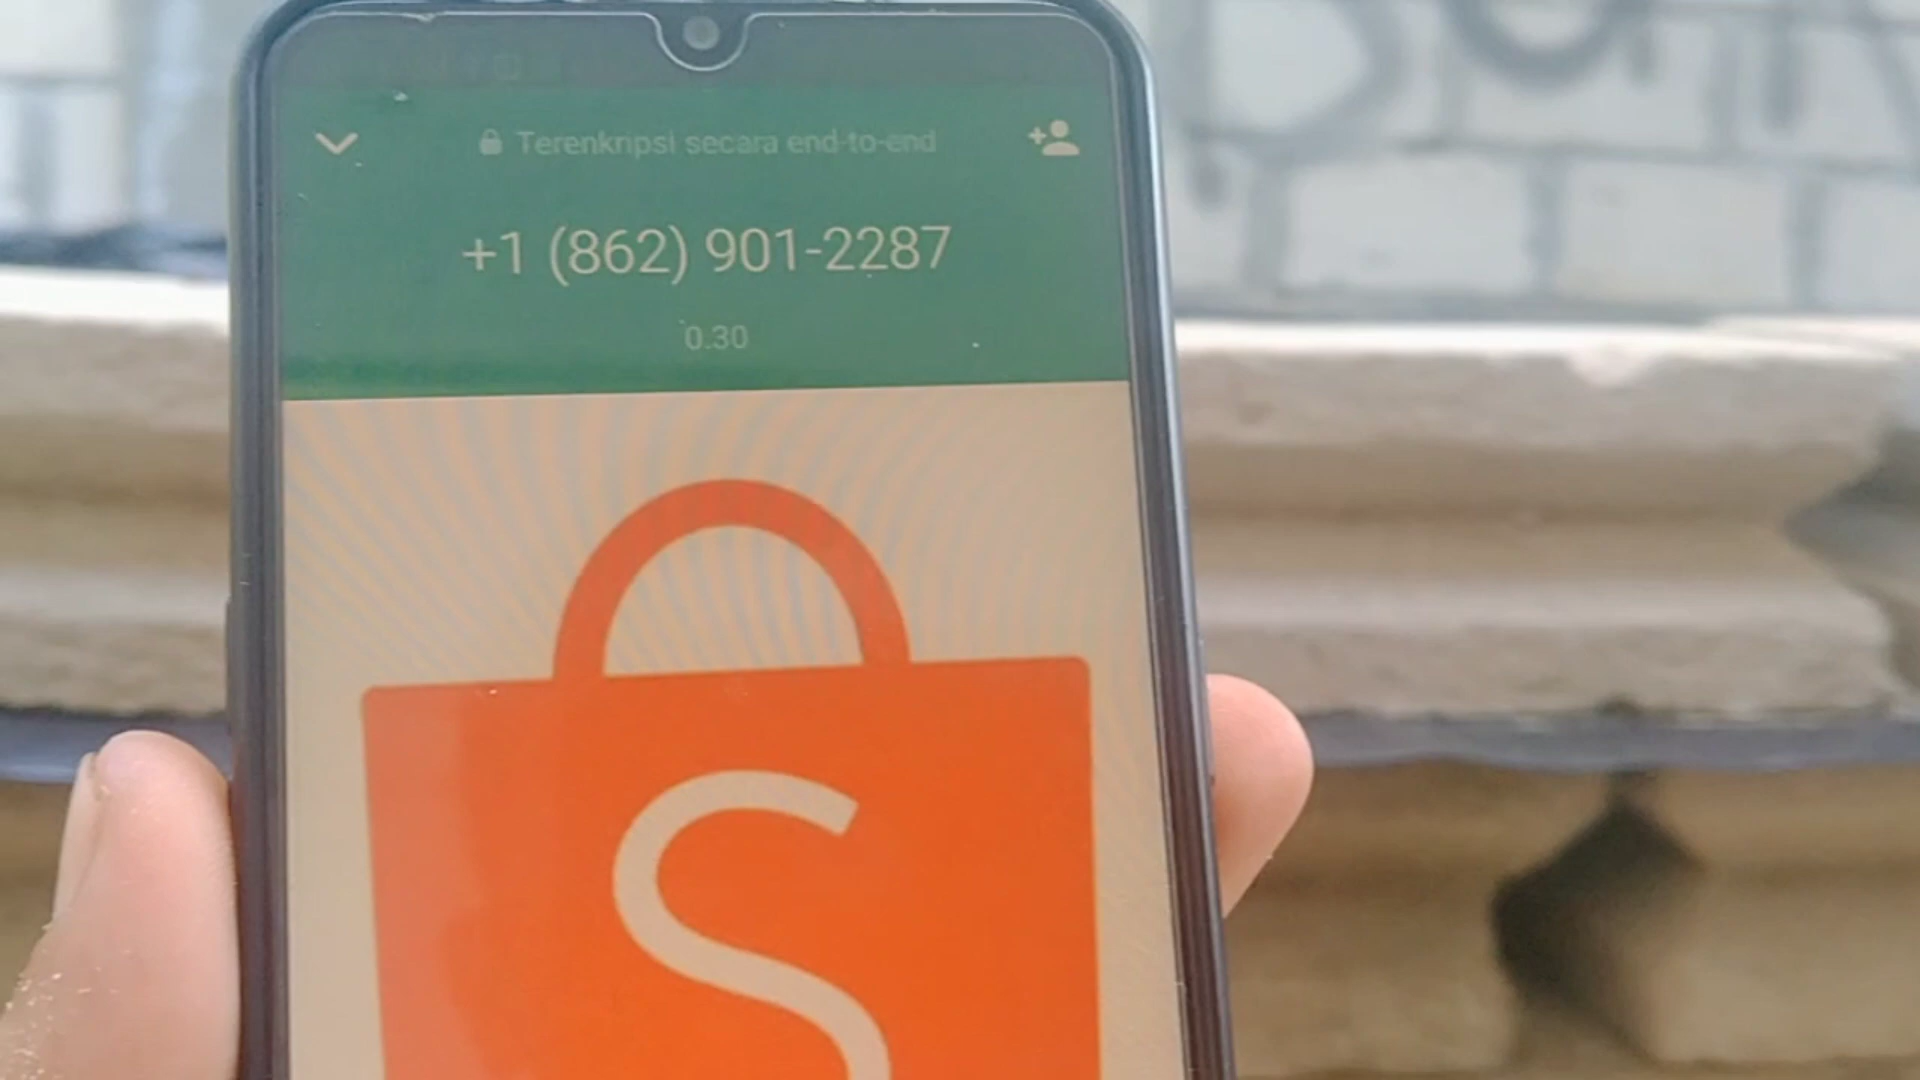 Terenkripsi secara end-to-end
+1 (862) 901-2287
0.30
S